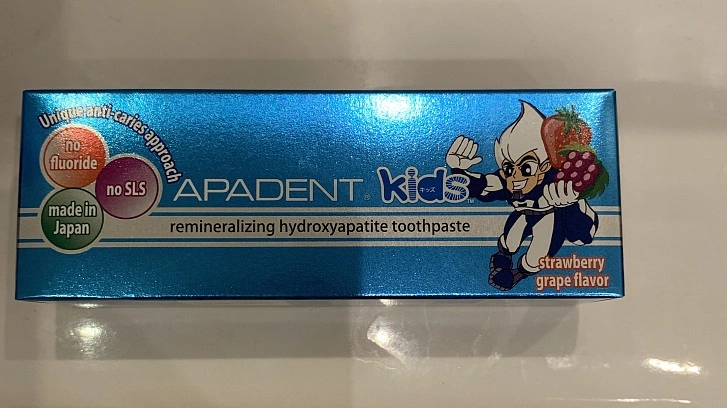 Unique anti-caries approach
no
fluoride
no SLS
made in
Japan
APADENT® kids™
キッズ
remineralizing hydroxyapatite toothpaste
strawberry
grape flavor